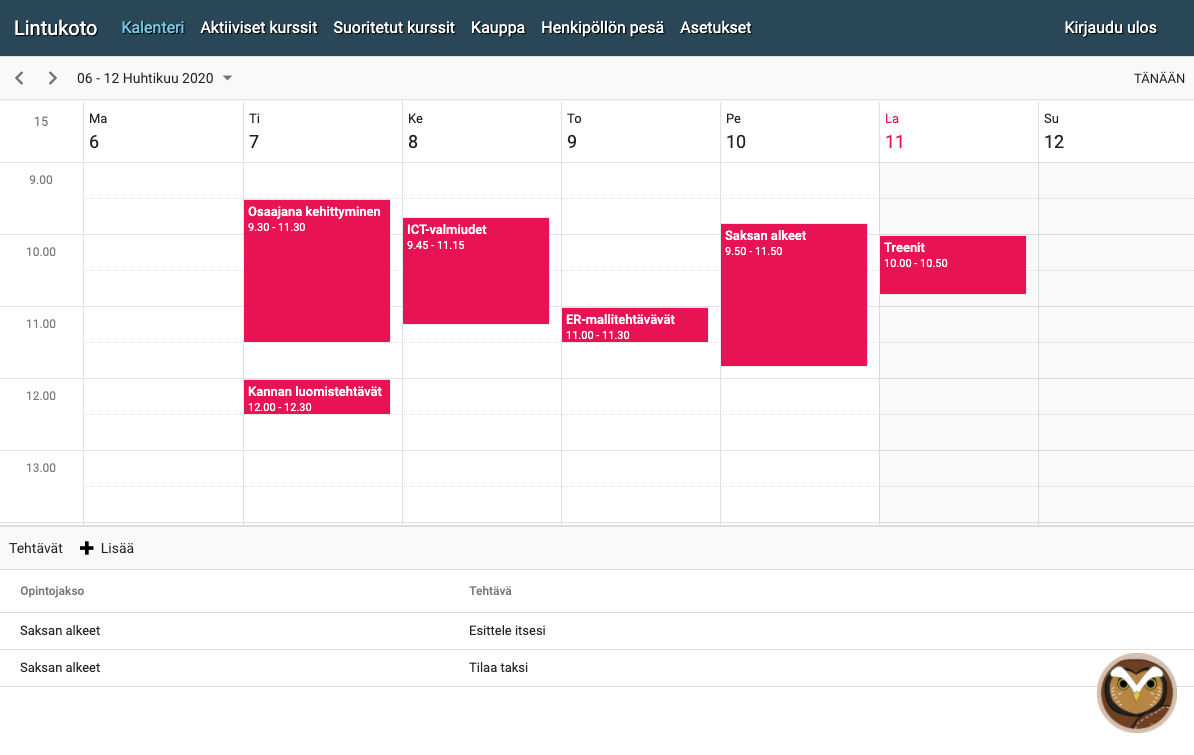 Lintukoto Kalenteri Aktiiviset kurssit Suoritetut kurssit Kauppa Henkipöllön pesä Asetukset Kirjaudu ulos
06 - 12 Huhtikuu 2020 TÄNÄÄN
15 Ma Ti Ke To Pe La Su
6 7 8 9 10 11 12
9.00
Osaajana kehittyminen
9.30 - 11.30
ICT-valmiudet
9.45 - 11.15
Saksan alkeet
9.50 - 11.50
10.00
Treenit
10.00 - 10.50
11.00
ER-mallitehtävävät
11.00 - 11.30
12.00
Kannan luomistehtävät
12.00 - 12.30
13.00
Tehtävät Lisää
Opintojakso Tehtävä
Saksan alkeet Esittele itsesi
Saksan alkeet Tilaa taksi